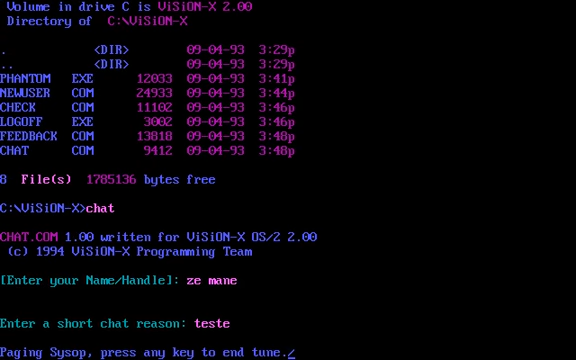 Volume in drive C is ViSiON-X 2.00
Directory of  C:\ViSiON-X
.            <DIR>        09-04-93  3:29p
..           <DIR>        09-04-93  3:29p
PHANTOM  EXE      12033 09-04-93  3:41p
NEWUSER  COM      24933 09-04-93  3:44p
CHECK    COM      11102 09-04-93  3:46p
LOGOFF   EXE       3002 09-04-93  3:46p
FEEDBACK COM      13818 09-04-93  3:48p
CHAT     COM       9412 09-04-93  3:48p
8  File(s)  1785136 bytes free
C:\ViSiON-X>chat
CHAT.COM 1.00 written for ViSiON-X OS/2 2.00
(c) 1994 ViSiON-X Programming Team
[Enter your Name/Handle]: ze mane
Enter a short chat reason: teste
Paging Sysop, press any key to end tune./